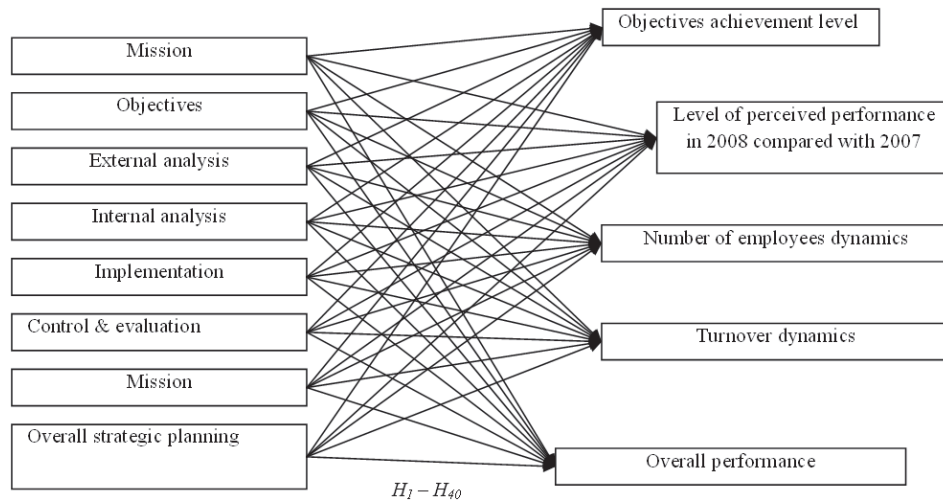 Mission
Objectives
External analysis
Internal analysis
Implementation
Control & evaluation
Mission
Overall strategic planning
Objectives achievement level
Level of perceived performance
in 2008 compared with 2007
Number of employees dynamics
Turnover dynamics
Overall performance
H1 – H40